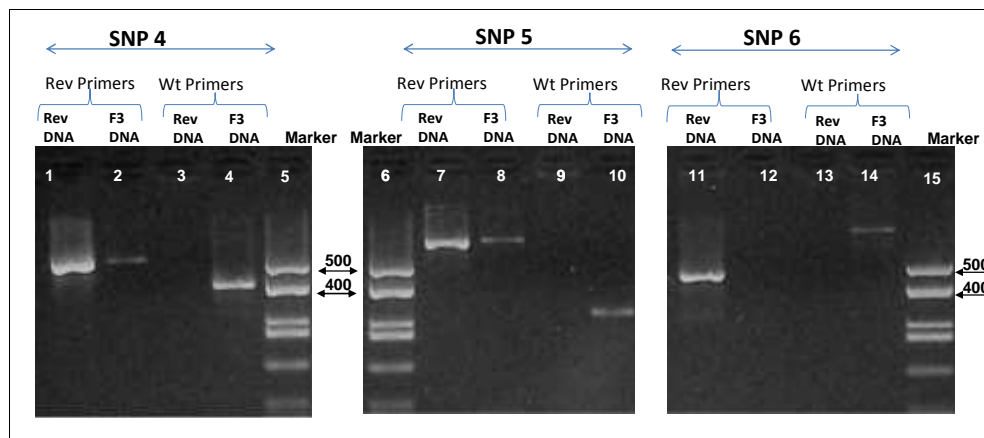 SNP 4 SNP 5 SNP 6
Rev Primers Wt Primers Rev Primers Wt Primers Rev Primers Wt Primers
Rev F3 Rev F3 Rev F3 Rev F3 Rev F3 Rev F3
DNA DNA DNA DNA Marker Marker DNA DNA DNA DNA DNA DNA DNA DNA Marker
1 2 3 4 5 6 7 8 9 10 11 12 13 14 15
500 500
400 400